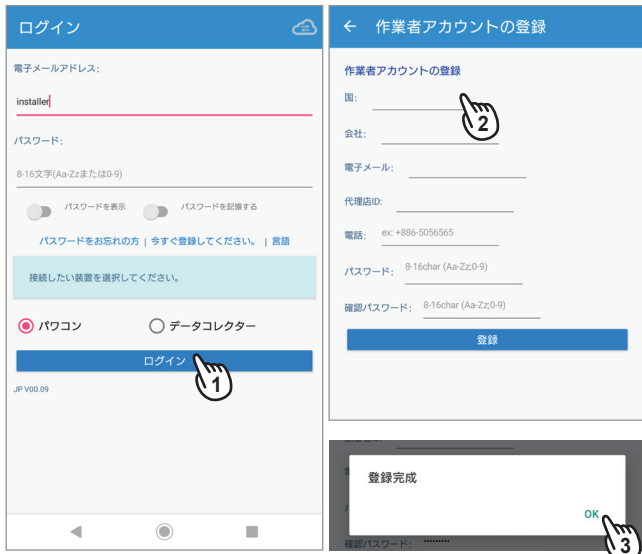 ログイン
電子メールアドレス:
installer
パスワード:
8-16文字(Aa-Zzまたは0-9)
パスワードを表示
パスワードを記憶する
パスワードをお忘れの方 | 今すぐ登録してください。 | 言語
接続したい装置を選択してください。
パワコン
データコレクター
ログイン
1
JP V00.09
← 作業者アカウントの登録
作業者アカウントの登録
国:
2
会社:
電子メール:
代理店ID:
電話: ex: +886-5056565
パスワード: 8-16char (Aa-Zz;0-9)
確認パスワード: 8-16char (Aa-Zz;0-9)
登録
登録完成
OK
3
確認パスワード: •••••••••